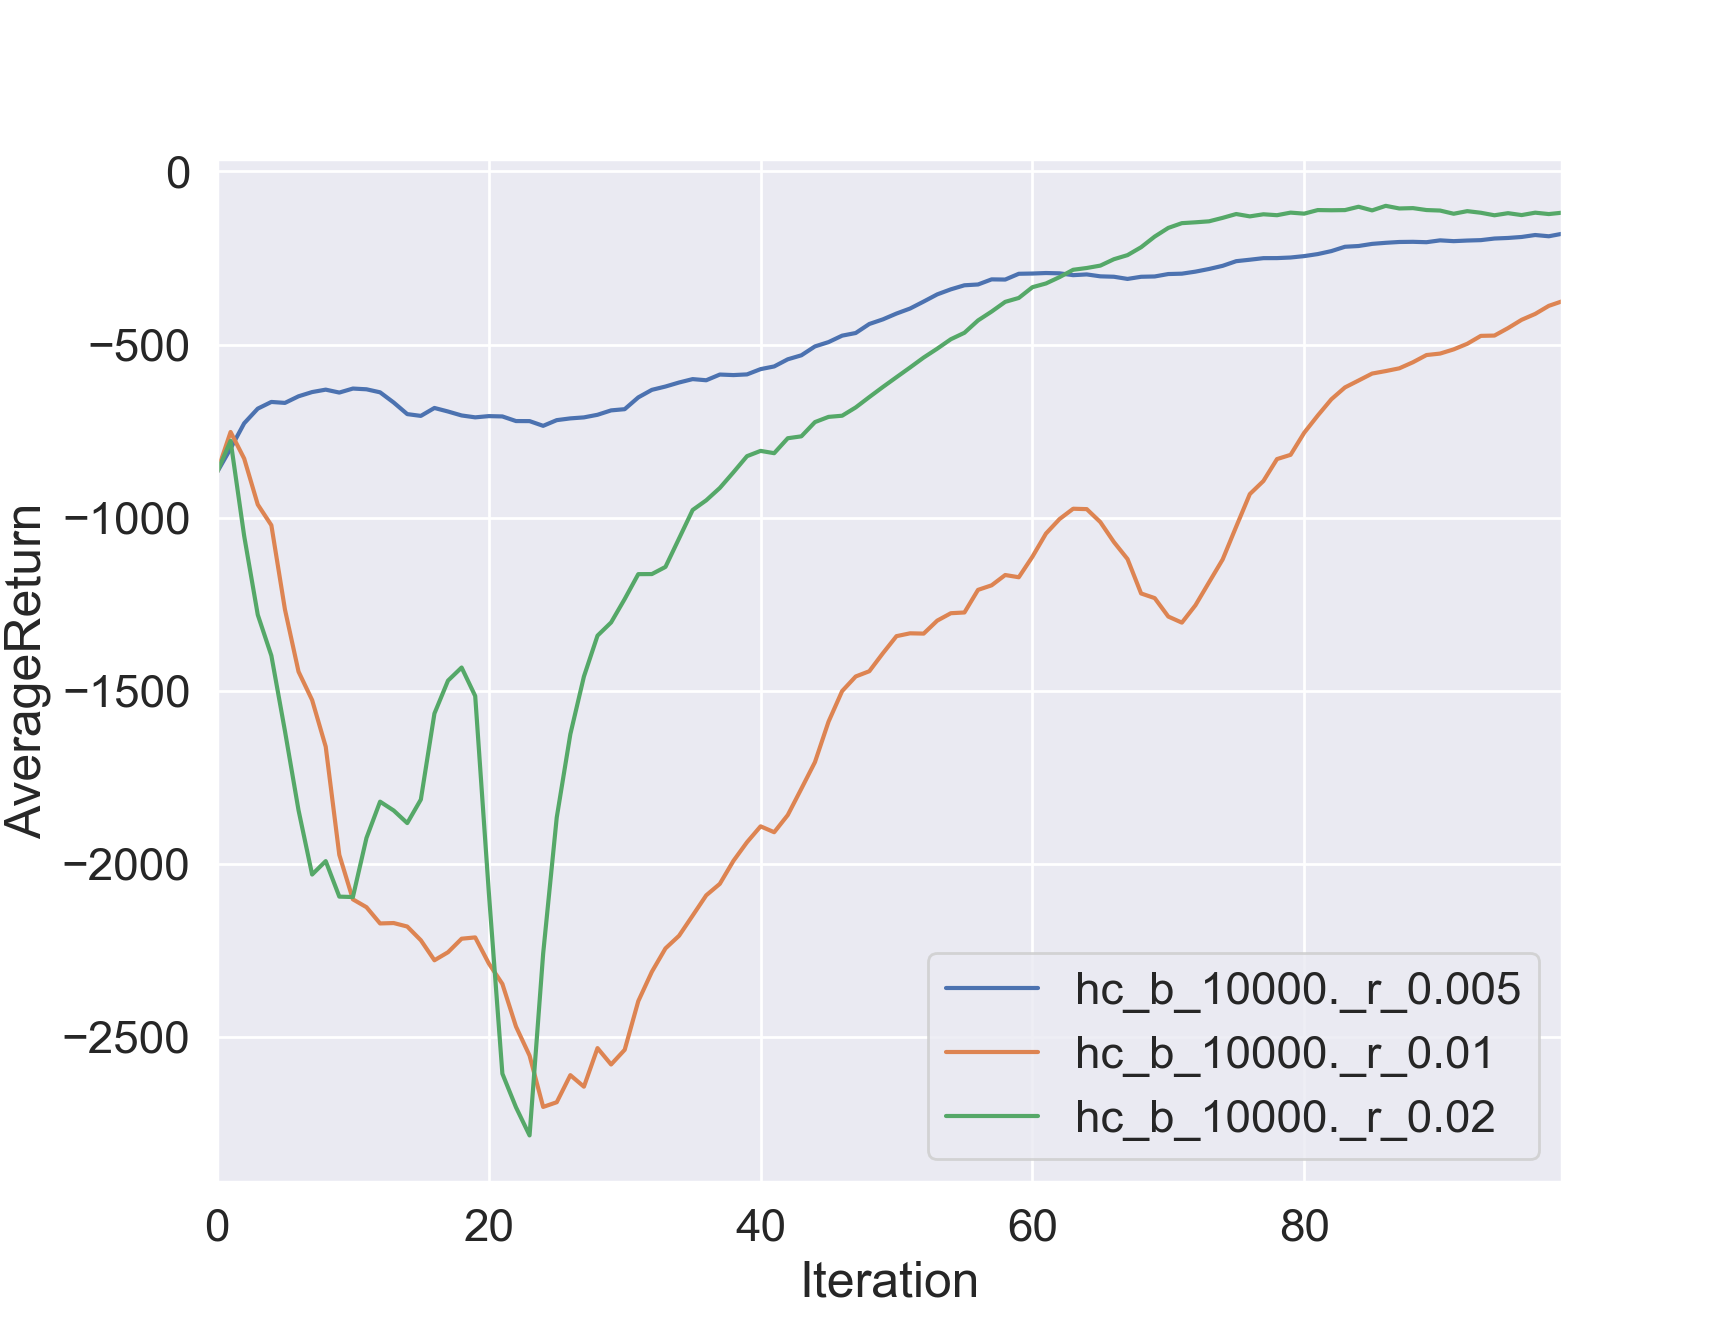 0
−500
−1000
−1500
−2000
−2500
AverageReturn
hc_b_10000._r_0.005
hc_b_10000._r_0.01
hc_b_10000._r_0.02
0 20 40 60 80
Iteration